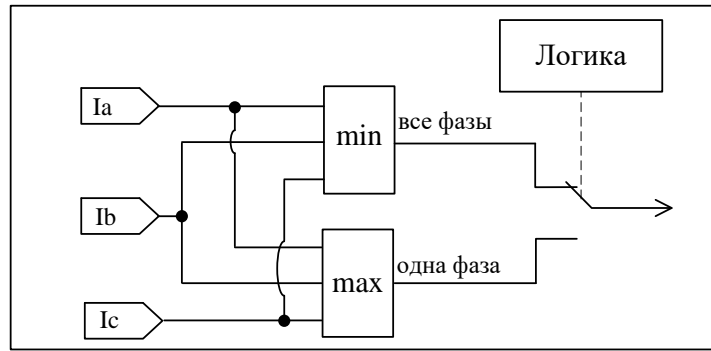 Логика
Ia
min
все фазы
Ib
max
одна фаза
Ic